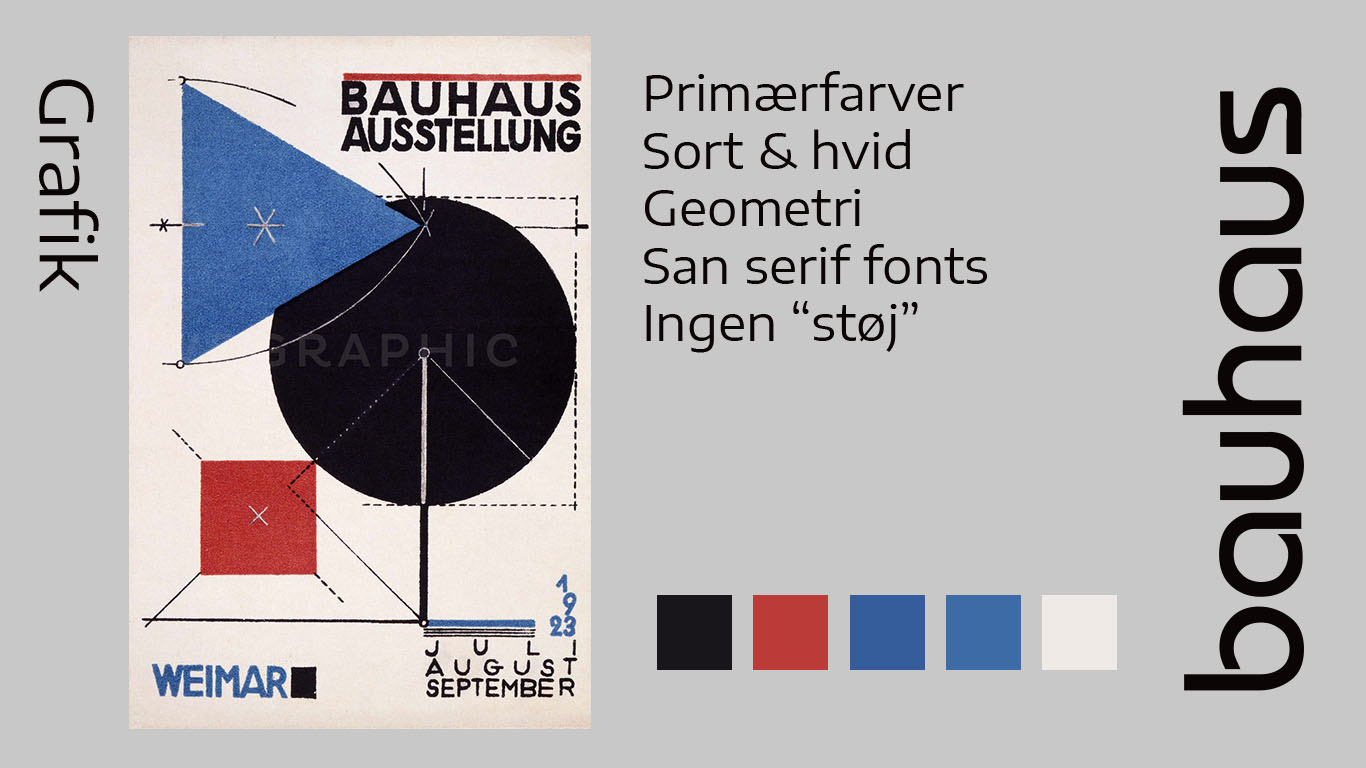 Grafik
BAUHAUS
AUSSTELLUNG
GRAPHIC
1
9
23
JULI
AUGUST
SEPTEMBER
WEIMAR
Primærfarver
Sort & hvid
Geometri
San serif fonts
Ingen “støj”
bauhaus